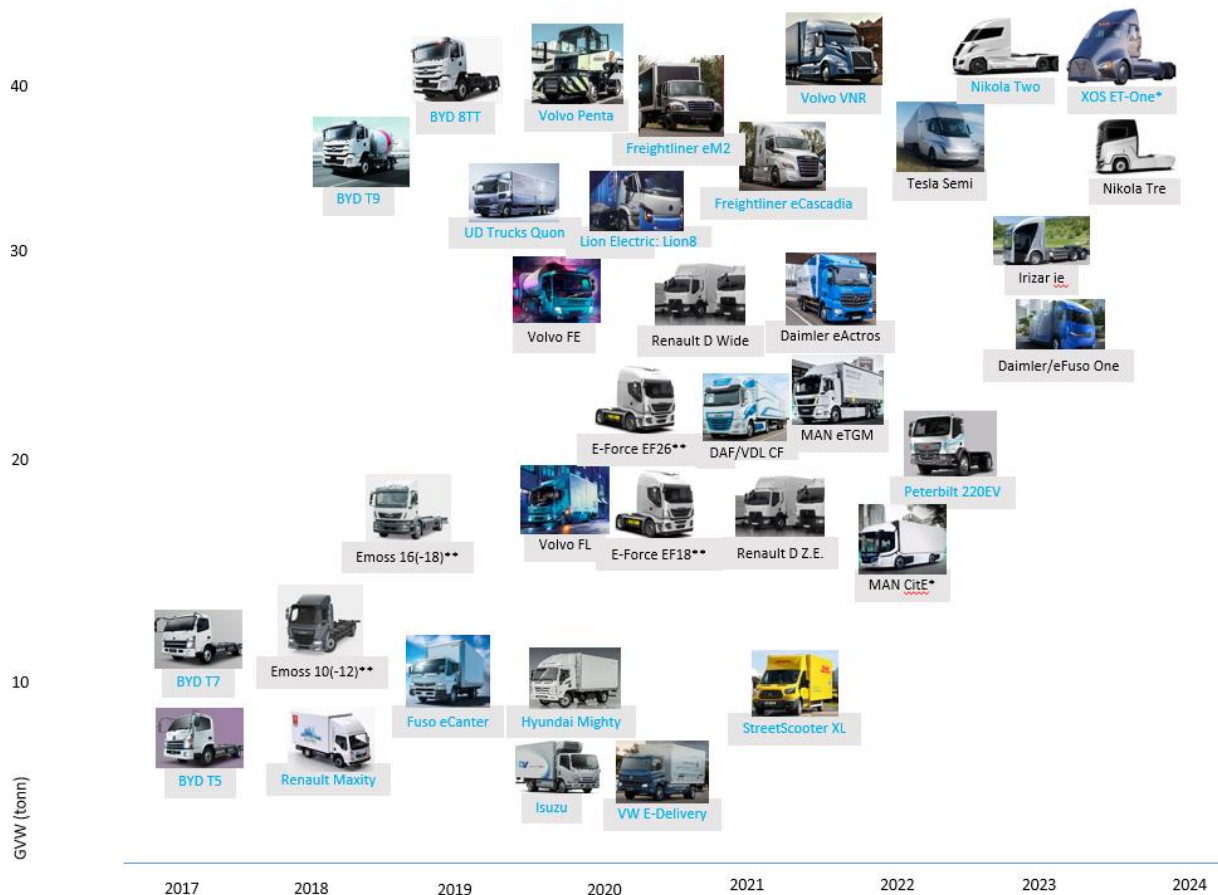 40
BYD 8TT
Volvo Penta
Freightliner eM2
Volvo VNR
Nikola Two
XOS ET-One*
BYD T9
UD Trucks Quon
Lion Electric: Lion8
Freightliner eCascadia
Tesla Semi
Nikola Tre
30
Irizar ie
Volvo FE
Renault D Wide
Daimler eActros
Daimler/eFuso One
E-Force EF26**
DAF/VDL CF
MAN eTGM
20
Peterbilt 220EV
Emoss 16(-18)**
Volvo FL
E-Force EF18**
Renault D Z.E.
MAN CitE*
10
BYD T7
Emoss 10(-12)**
Fuso eCanter
Hyundai Mighty
StreetScooter XL
BYD T5
Renault Maxity
Isuzu
VW E-Delivery
GVW (tonn)
2017
2018
2019
2020
2021
2022
2023
2024